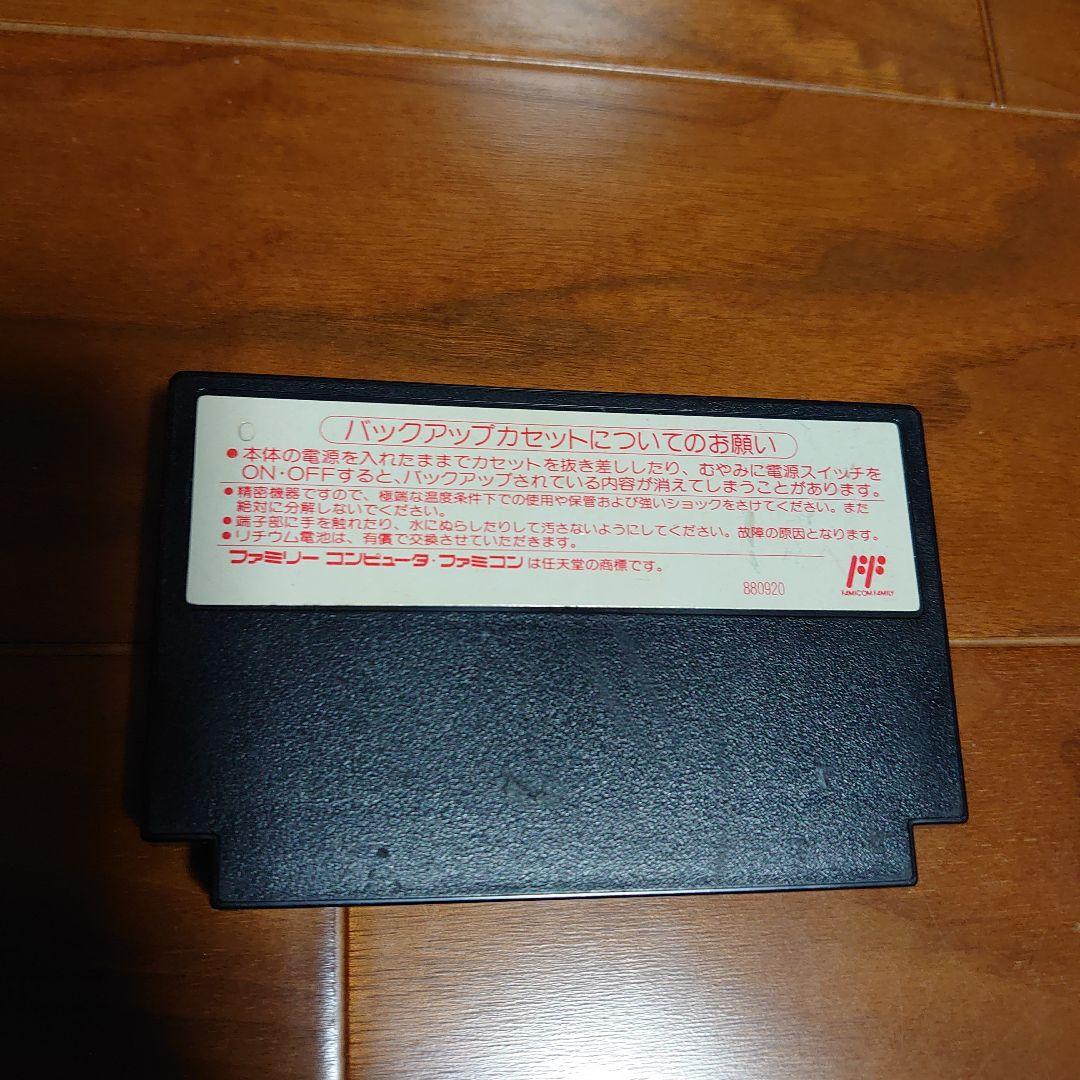 バックアップカセットについてのお願い
●本体の電源を入れたままでカセットを抜き差ししたり、むやみに電源スイッチを
ON・OFFすると、バックアップされている内容が消えてしまうことがあります。
●精密機器ですので、極端な温度条件下での使用や保管および強いショックをさけてください。また
絶対に分解しないでください。
●端子部に手を触れたり、水にぬらしたりして汚さないようにしてください。故障の原因となります。
●リチウム電池は、有償で交換させていただきます。
ファミリー コンピュータ・ファミコン は任天堂の商標です。
880920
FF
FAMICOM FAMILY